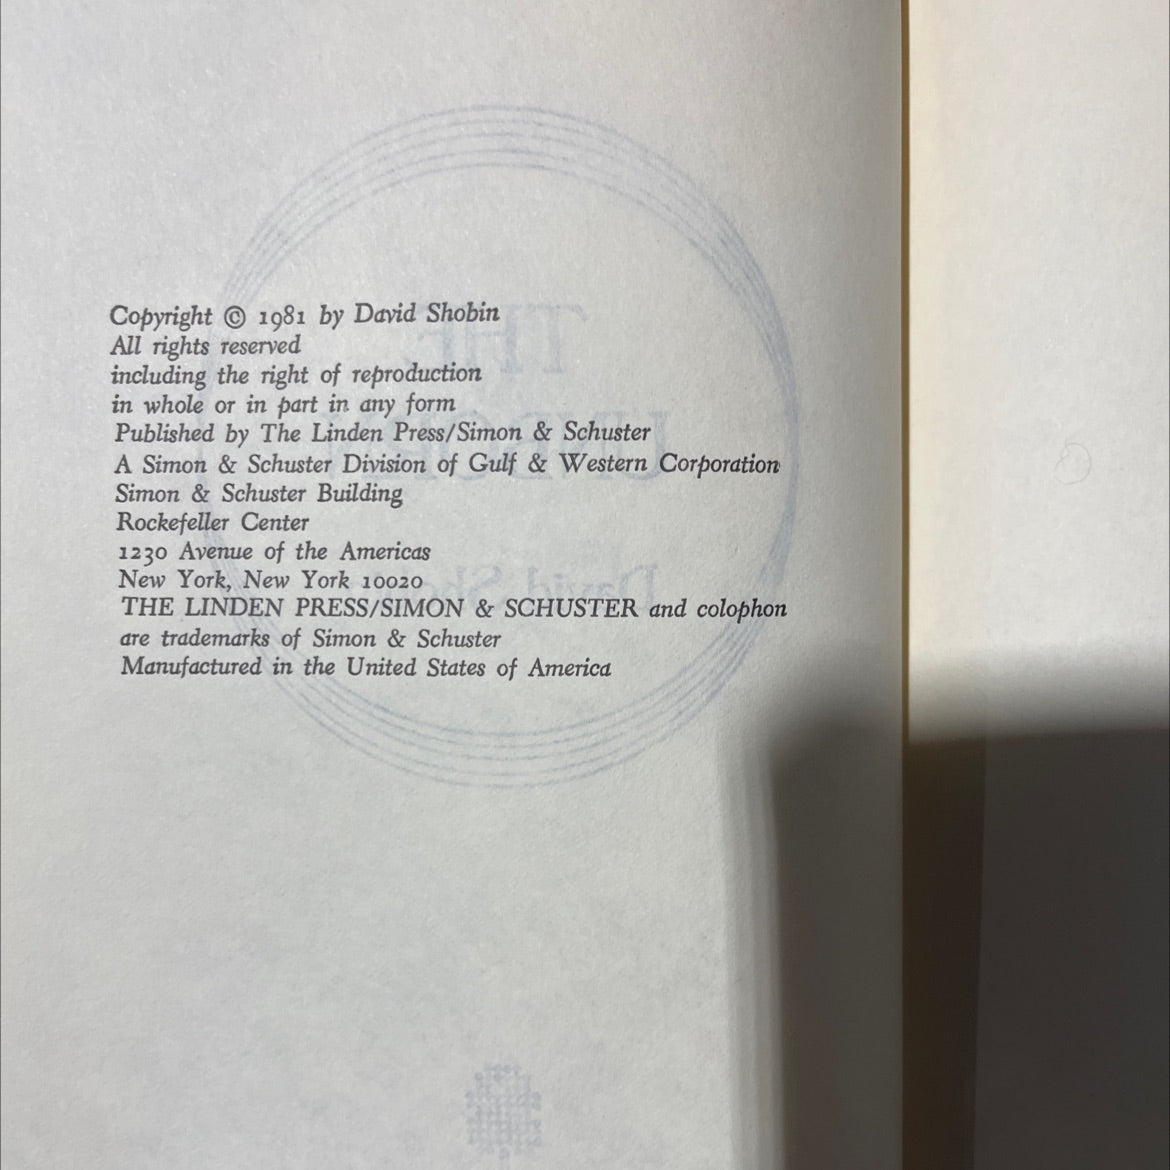 Copyright © 1981 by David Shobin
All rights reserved
including the right of reproduction
in whole or in part in any form
Published by The Linden Press/Simon & Schuster
A Simon & Schuster Division of Gulf & Western Corporation
Simon & Schuster Building
Rockefeller Center
1230 Avenue of the Americas
New York, New York 10020
THE LINDEN PRESS/SIMON & SCHUSTER and colophon
are trademarks of Simon & Schuster
Manufactured in the United States of America